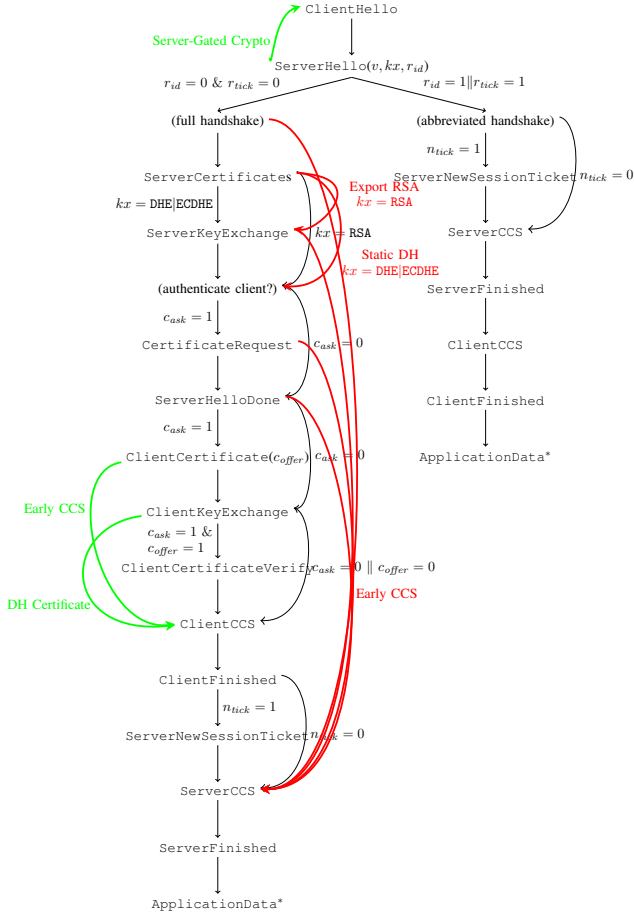 ClientHello
Server-Gated Crypto
ServerHello(v, kx, r_id)
r_id = 0 & r_tick = 0
r_id = 1||r_tick = 1
(full handshake)
(abbreviated handshake)
n_tick = 1
ServerCertificates
Export RSA
kx = RSA
ServerNewSessionTicket
n_tick = 0
kx = DHE|ECDHE
ServerKeyExchange
kx = RSA
ServerCCS
Static DH
kx = DHE|ECDHE
(authenticate client?)
ServerFinished
c_ask = 1
CertificateRequest
c_ask = 0
ClientCCS
ServerHelloDone
ClientFinished
c_ask = 1
ClientCertificate(c_offer)
c_ask = 0
ApplicationData*
Early CCS
ClientKeyExchange
c_ask = 1 &
c_offer = 1
ClientCertificateVerify
c_ask = 0 || c_offer = 0
Early CCS
DH Certificate
ClientCCS
ClientFinished
n_tick = 1
ServerNewSessionTicket
n_tick = 0
ServerCCS
ServerFinished
ApplicationData*